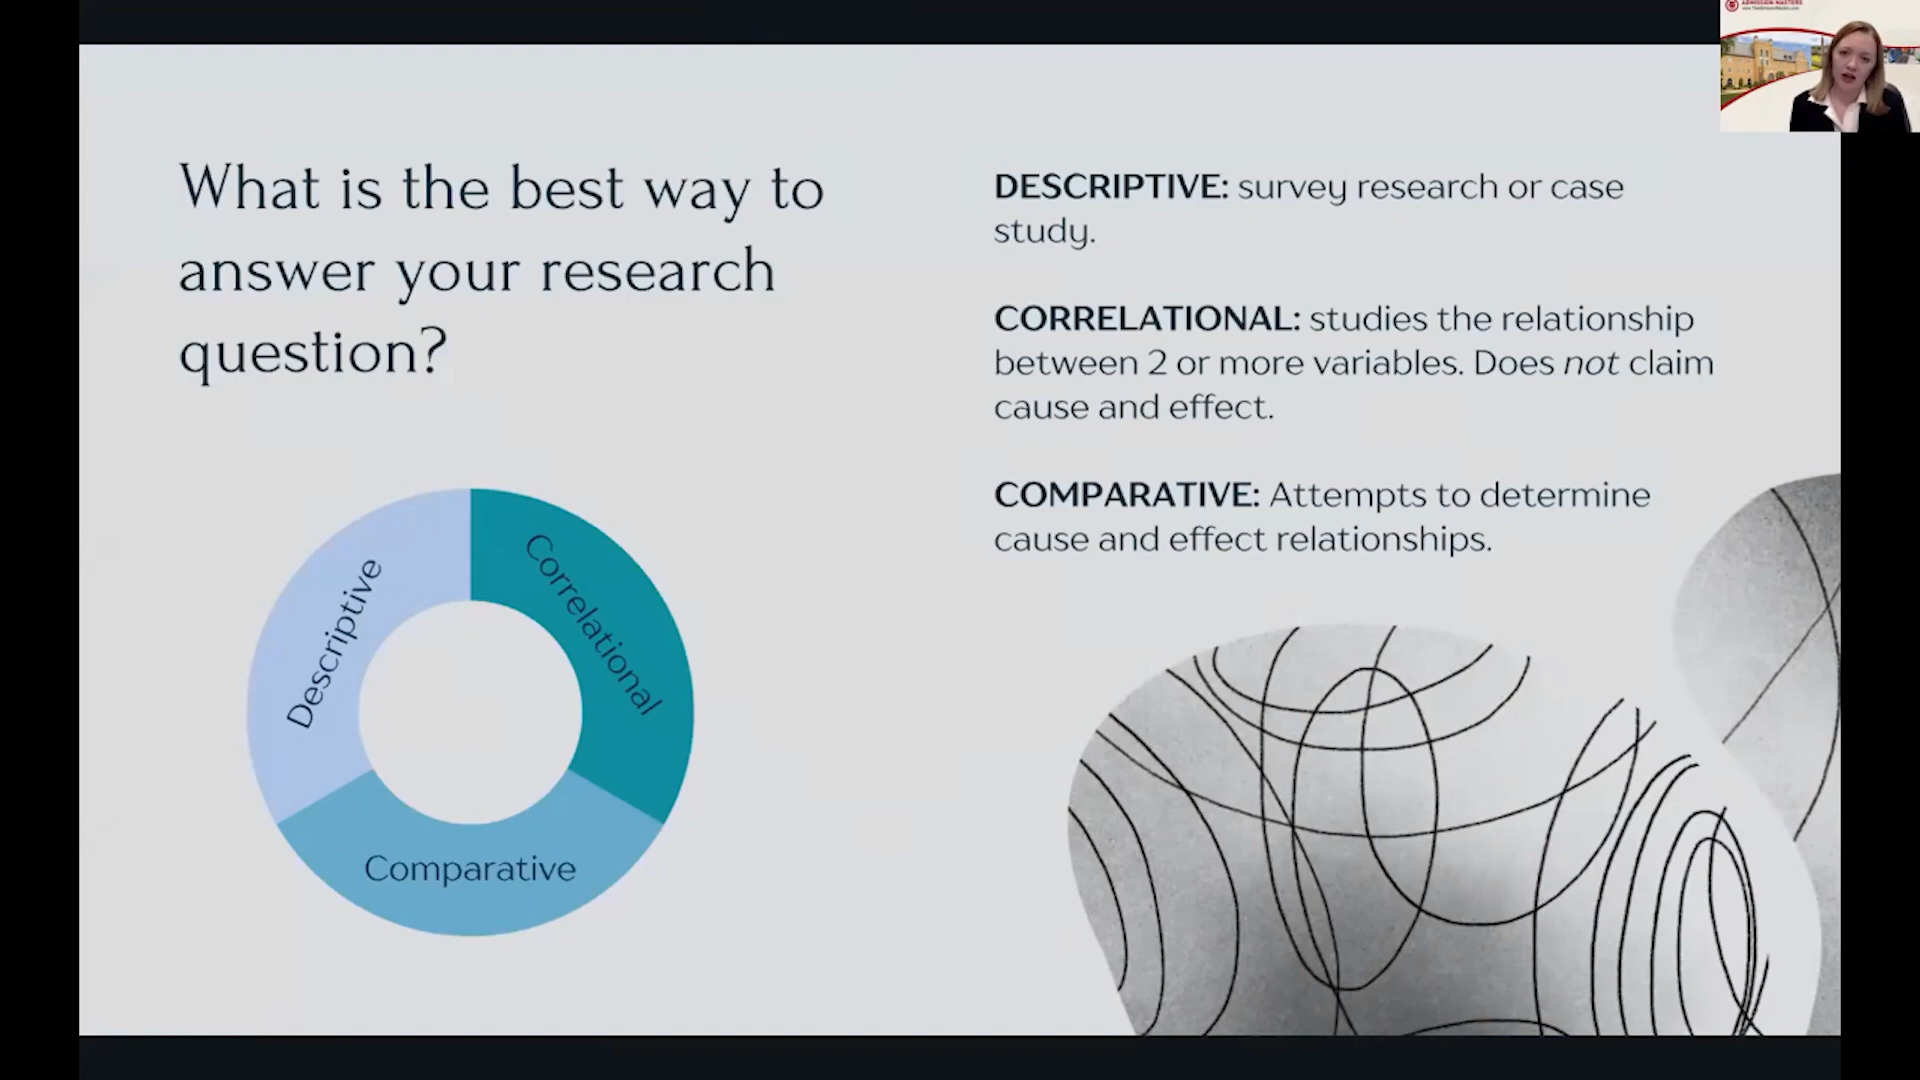 What is the best way to
answer your research
question?
DESCRIPTIVE: survey research or case
study.
CORRELATIONAL: studies the relationship
between 2 or more variables. Does not claim
cause and effect.
COMPARATIVE: Attempts to determine
cause and effect relationships.
Descriptive
Correlational
Comparative
ADMISSION MASTERS